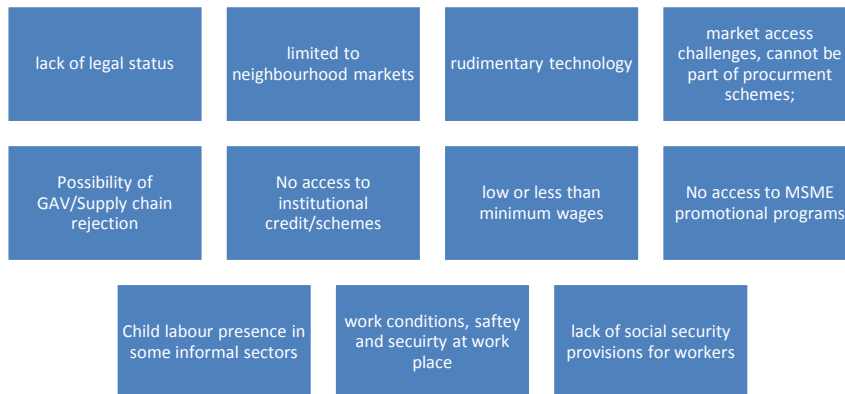 lack of legal status
limited to
neighbourhood markets
rudimentary technology
market access
challenges, cannot be
part of procurment
schemes;
Possibility of
GAV/Supply chain
rejection
No access to
institutional
credit/schemes
low or less than
minimum wages
No access to MSME
promotional programs
Child labour presence in
some informal sectors
work conditions, saftey
and secuirty at work
place
lack of social security
provisions for workers